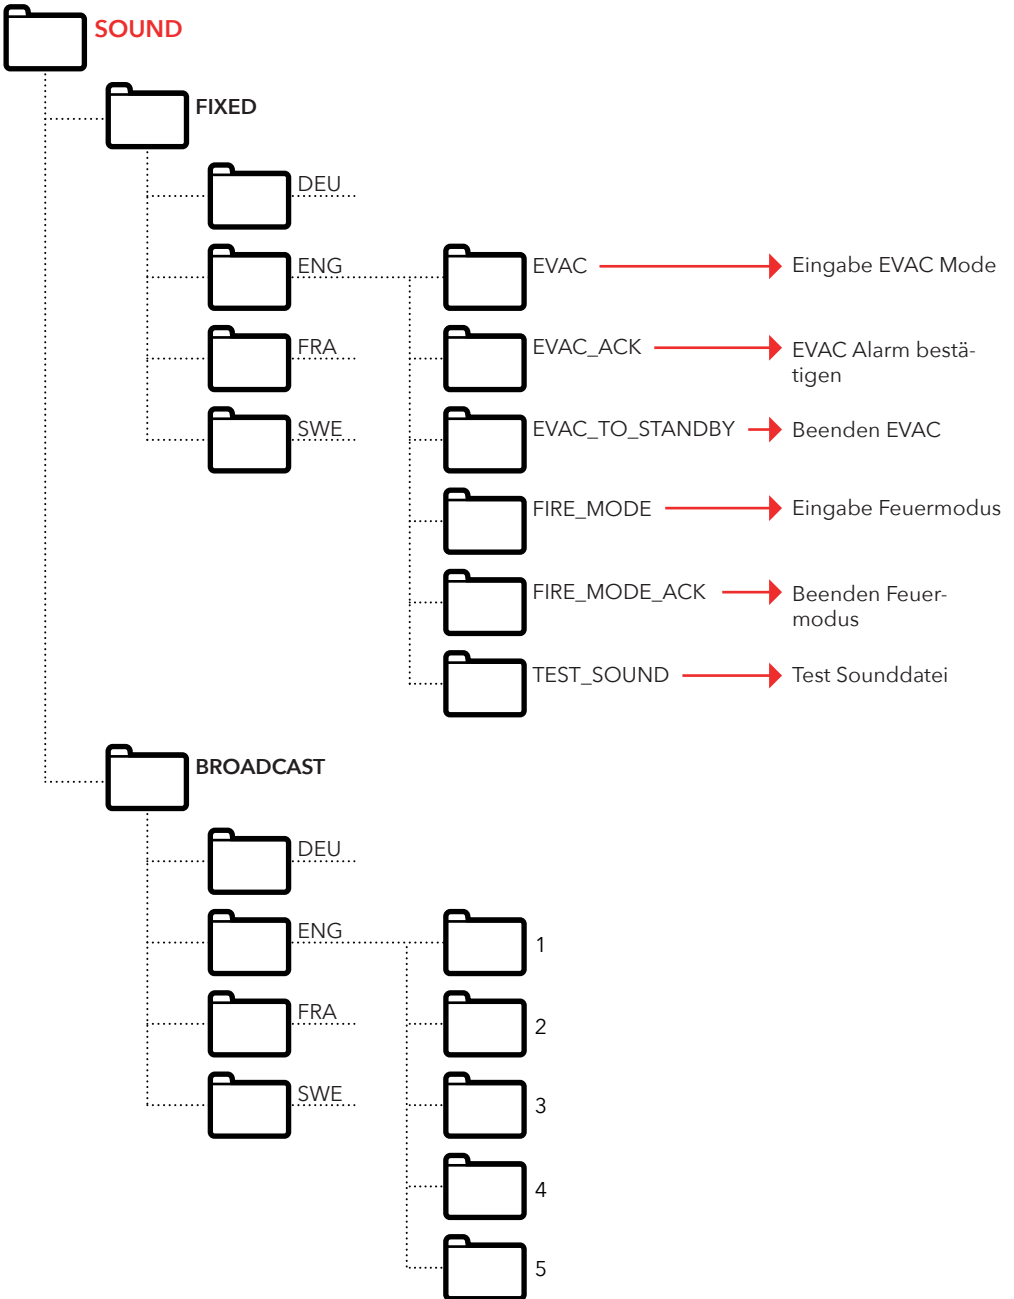 SOUND
FIXED
DEU
ENG
EVAC
Eingabe EVAC Mode
FRA
EVAC_ACK
EVAC Alarm bestä-
tigen
SWE
EVAC_TO_STANDBY
Beenden EVAC
FIRE_MODE
Eingabe Feuermodus
FIRE_MODE_ACK
Beenden Feuer-
modus
TEST_SOUND
Test Sounddatei
BROADCAST
DEU
ENG
1
FRA
2
SWE
3
4
5